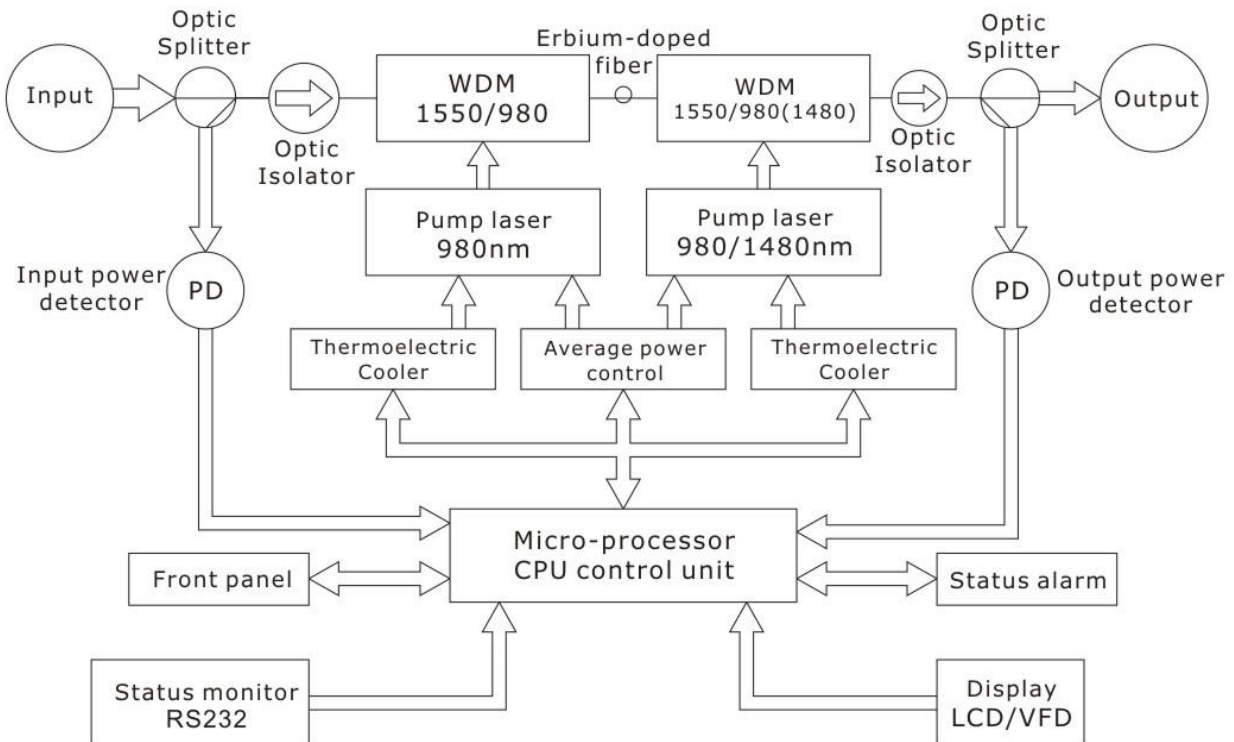 Optic
Splitter
Erbium-doped
fiber
Optic
Splitter
Input
WDM
1550/980
WDM
1550/980(1480)
Output
Optic
Isolator
Optic
Isolator
Pump laser
980nm
Pump laser
980/1480nm
Input power
detector
PD
PD
Output power
detector
Thermoelectric
Cooler
Average power
control
Thermoelectric
Cooler
Micro-processor
CPU control unit
Front panel
Status alarm
Status monitor
RS232
Display
LCD/VFD